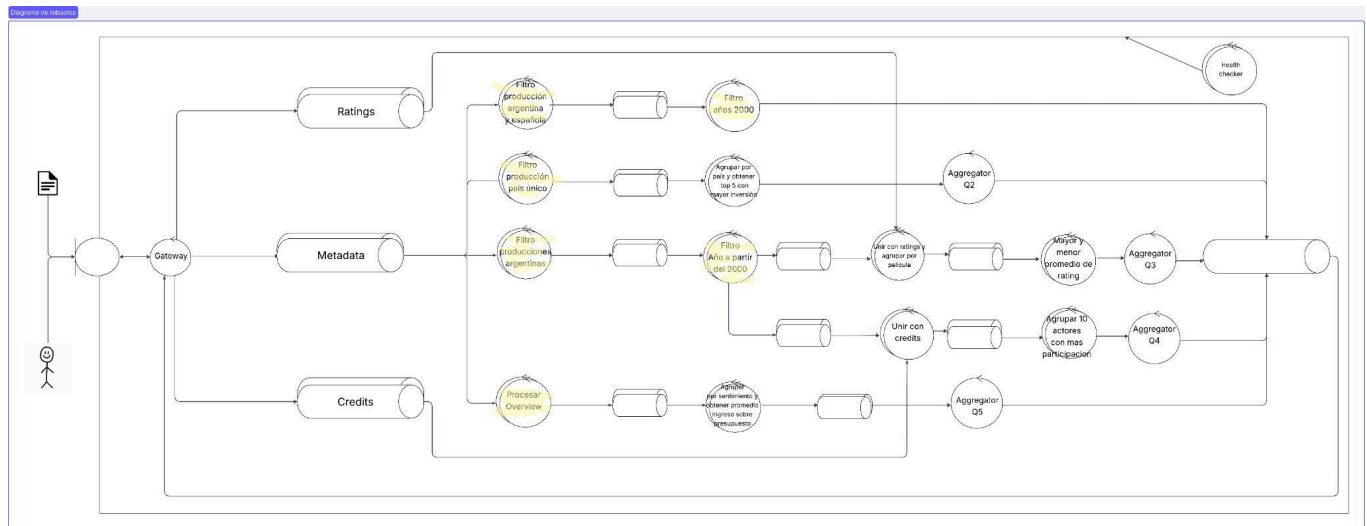 Diagrama de robustez
Health
checker
Filtro
producción
argentina
y española
Filtro
años 2000
Ratings
Filtro
producción
país único
Agrupar por
país y obtener
top 5 con
mayor inversión
Aggregator
Q2
Gateway
Metadata
Filtro
producciones
argentinas
Filtro
Año a partir
del 2000
Unir con ratings y
agrupar por
pelicula
Mayor y
menor
promedio de
rating
Aggregator
Q3
Unir con
credits
Agrupar 10
actores
con mas
participacion
Aggregator
Q4
Credits
Procesar
Overview
Agrupar
por sentimiento y
obtener promedio
ingreso sobre
presupuesto
Aggregator
Q5